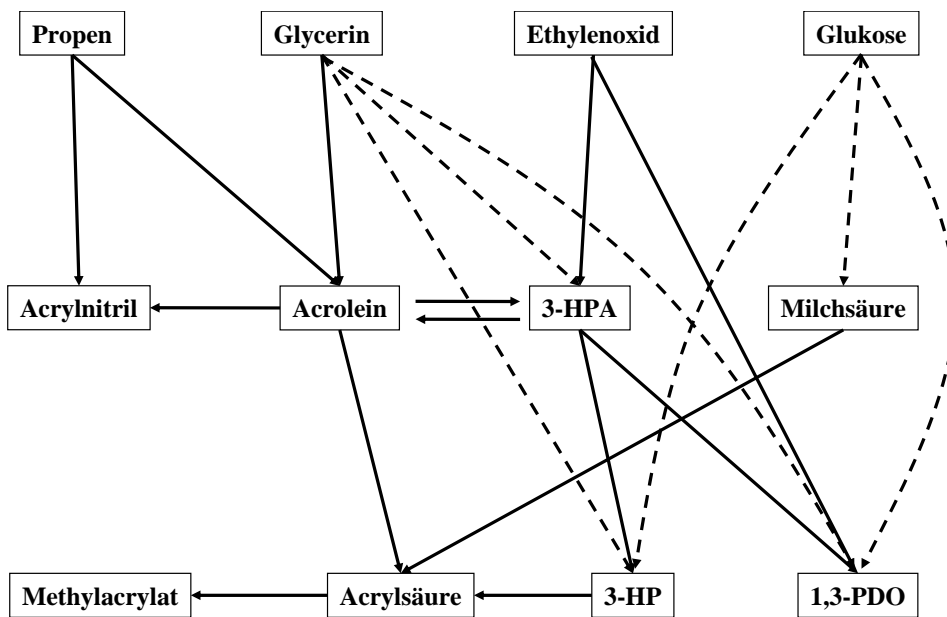 Propen
Glycerin
Ethylenoxid
Glukose
Acrylnitril
Acrolein
3-HPA
Milchsäure
Methylacrylat
Acrylsäure
3-HP
1,3-PDO